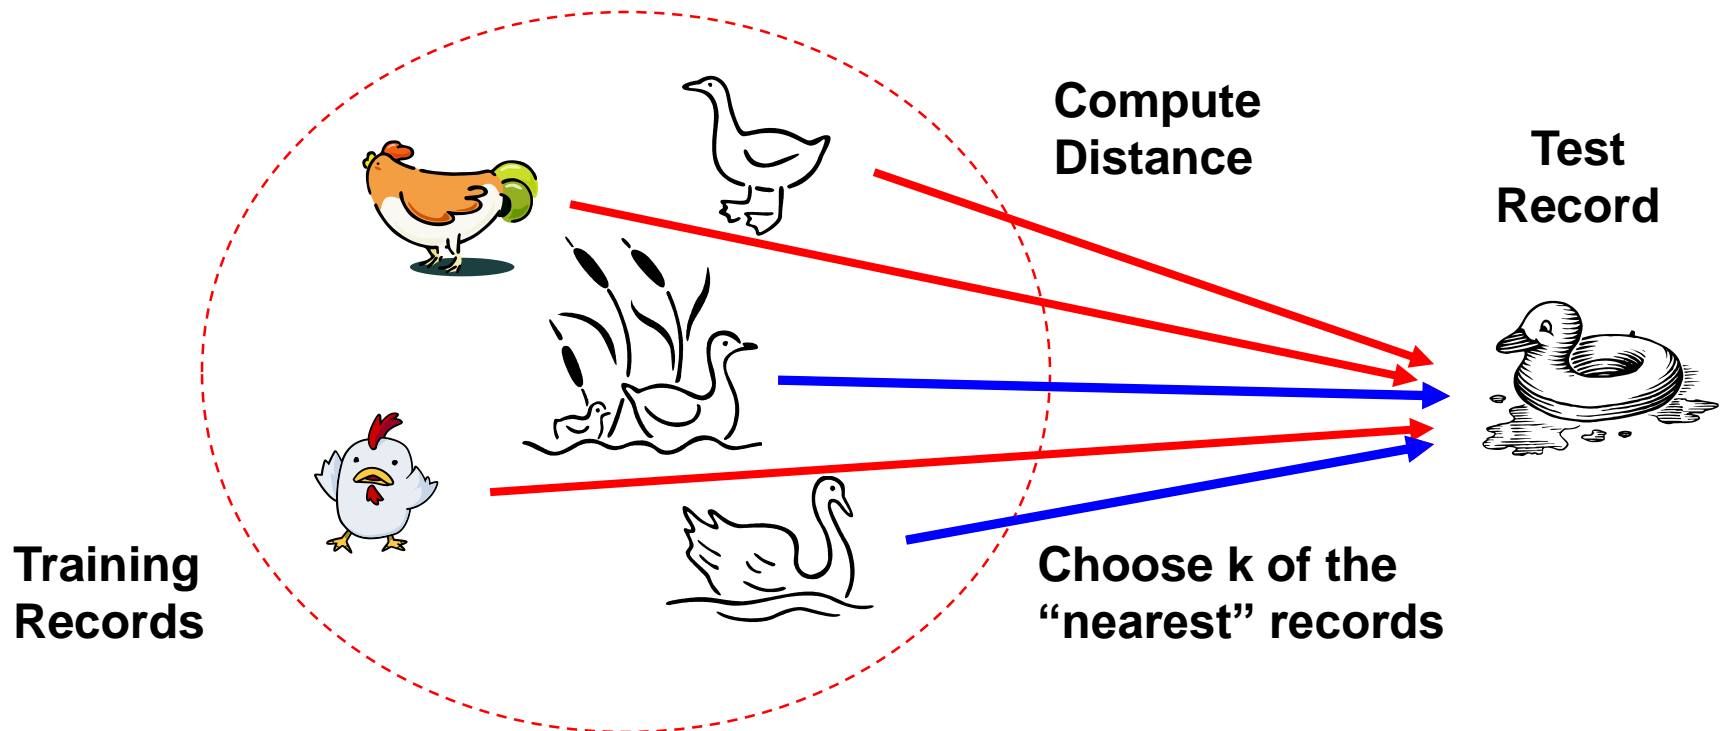 Compute
Distance
Test
Record
Training
Records
Choose k of the
“nearest” records